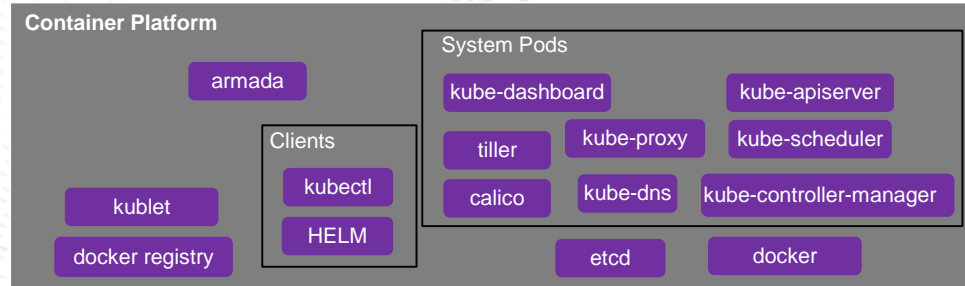 Container Platform
System Pods
armada
kube-dashboard
kube-apiserver
Clients
tiller
kube-proxy
kube-scheduler
kubectl
calico
kube-dns
kube-controller-manager
kublet
HELM
docker registry
etcd
docker